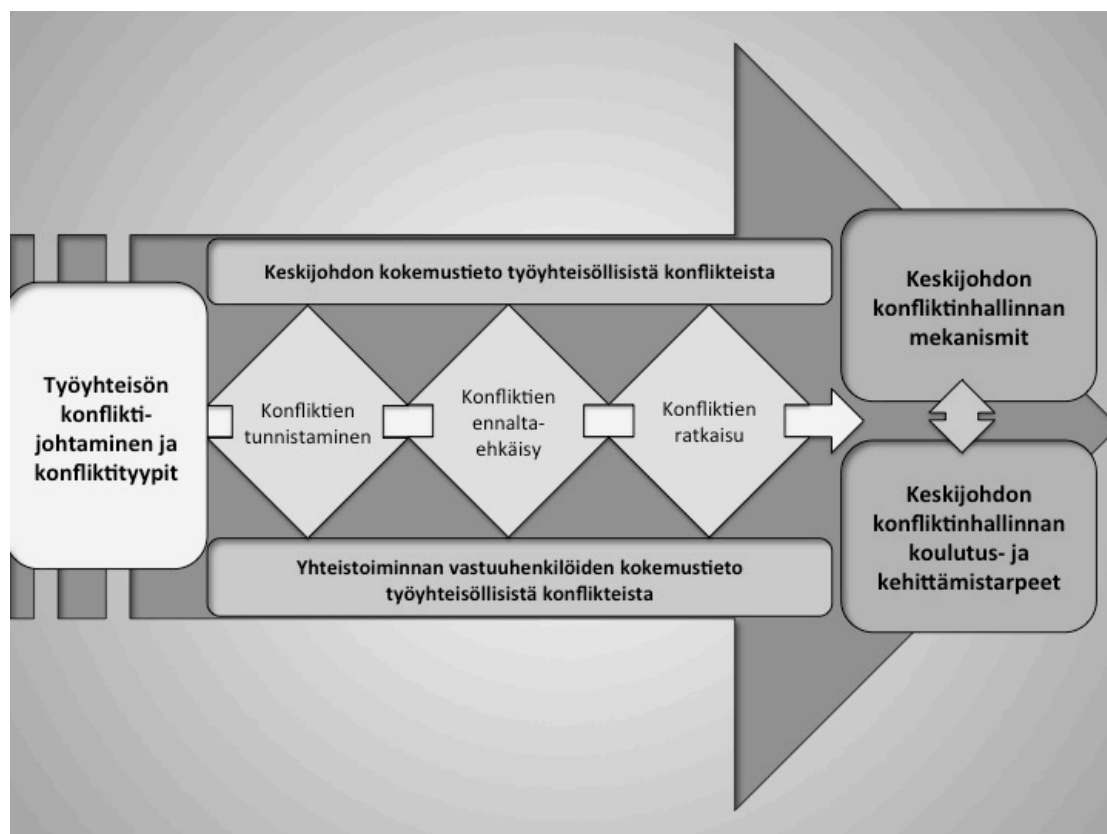 Keskijohdon kokemustieto työyhteisöllisistä konflikteista
Työyhteisön
konflikti-
johtaminen ja
konfliktityypit
Konfliktien
tunnistaminen
Konfliktien
ennalta-
ehkäisy
Konfliktien
ratkaisu
Yhteistoiminnan vastuuhenkilöiden kokemustieto
työyhteisöllisistä konflikteista
Keskijohdon
konfliktinhallinnan
mekanismit
Keskijohdon
konfliktinhallinnan
koulutus- ja
kehittämistarpeet